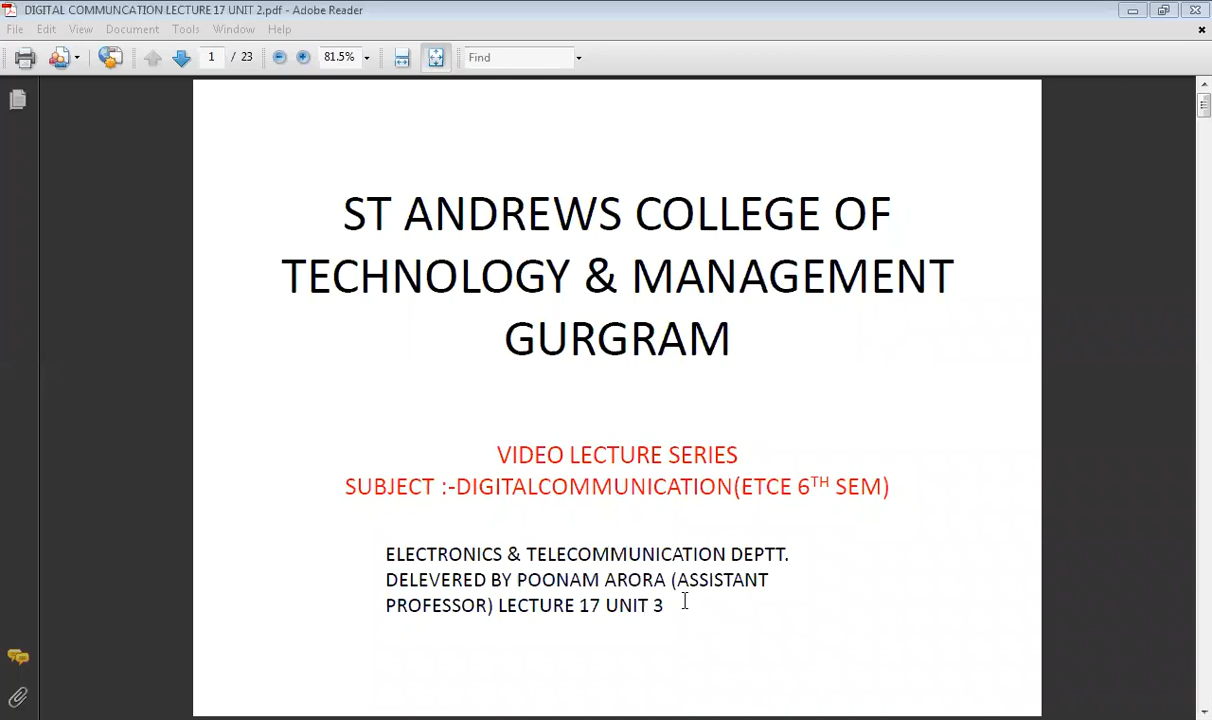 DIGITAL COMMUNCATION LECTURE 17 UNIT 2.pdf - Adobe Reader
File Edit View Document Tools Window Help
1 / 23 81.5% Find
ST ANDREWS COLLEGE OF
TECHNOLOGY & MANAGEMENT
GURGRAM
VIDEO LECTURE SERIES
SUBJECT :-DIGITALCOMMUNICATION(ETCE 6TH SEM)
ELECTRONICS & TELECOMMUNICATION DEPTT.
DELEVERED BY POONAM ARORA (ASSISTANT
PROFESSOR) LECTURE 17 UNIT 3